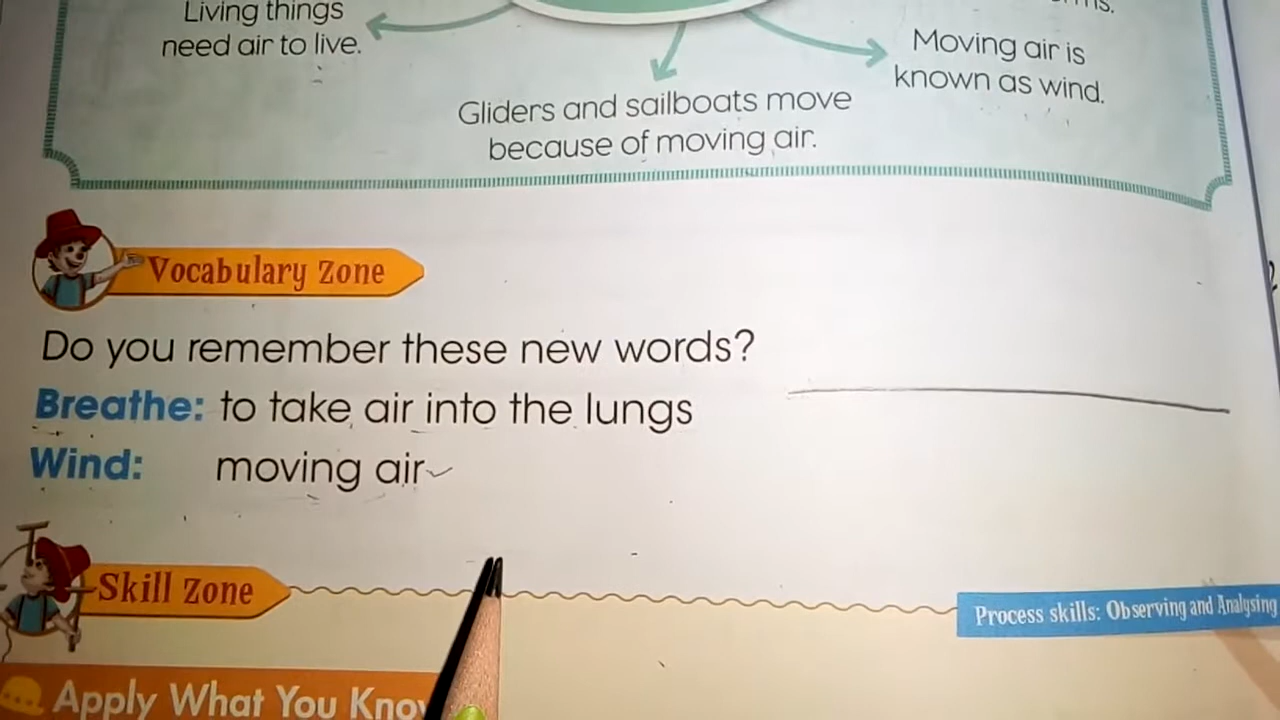 Living things
need air to live.
Moving air is
known as wind.
Gliders and sailboats move
because of moving air.
Vocabulary Zone
Do you remember these new words?
Breathe: to take air into the lungs
Wind: moving air
Skill Zone
Process skills: Observing and Analysing
Apply What You